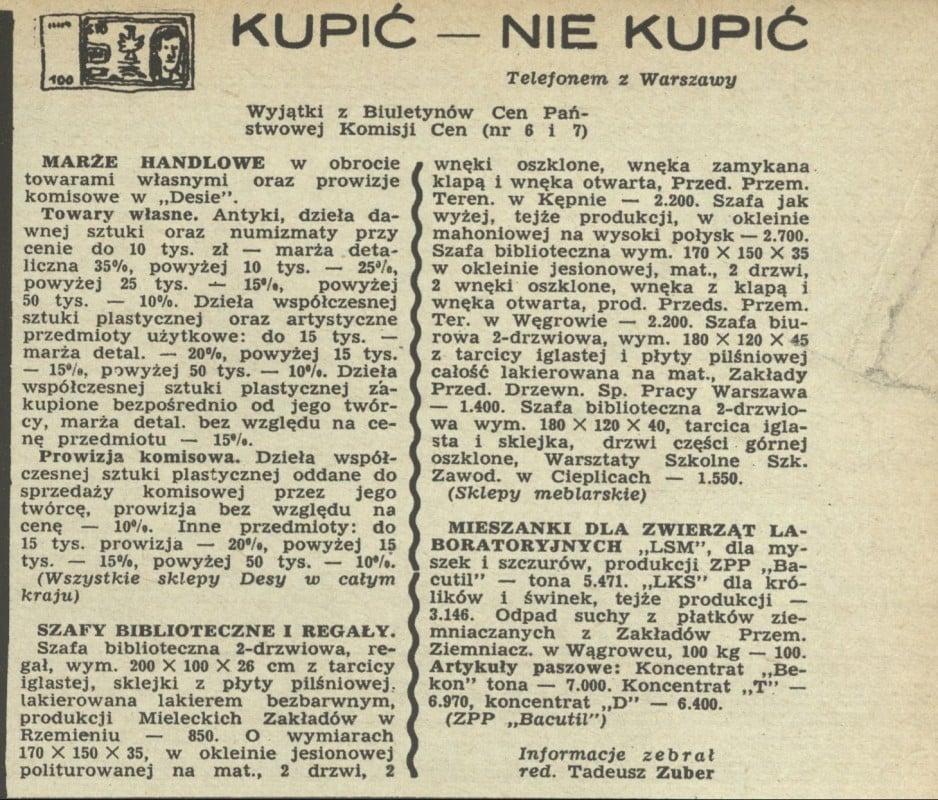 100
KUPIĆ — NIE KUPIĆ
Telefonem z Warszawy
Wyjątki z Biuletynów Cen Pań-
stwowej Komisji Cen (nr 6 i 7)
MARŻE HANDLOWE w obrocie
towarami własnymi oraz prowizje
komisowe w „Desie".
Towary własne. Antyki, dzieła da-
wnej sztuki oraz numizmaty przy
cenie do 10 tys. zł — marża deta-
liczna 35%, powyżej 10 tys. — 25%,
powyżej 25 tys. — 15%, powyżej
50 tys. — 10%. Dzieła współczesnej
sztuki plastycznej oraz artystyczne
przedmioty użytkowe: do 15 tys. —
marża detal. — 20%, powyżej 15 tys.
— 15%, powyżej 50 tys. — 10%. Dzieła
współczesnej sztuki plastycznej za-
kupione bezpośrednio od jego twór-
cy, marża detal. bez względu na ce-
nę przedmiotu — 15%.
Prowizja komisowa. Dzieła współ-
czesnej sztuki plastycznej oddane do
sprzedaży komisowej przez jego
twórcę, prowizja bez względu na
cenę — 10%. Inne przedmioty: do
15 tys. prowizja — 20%, powyżej 15
tys. — 15%, powyżej 50 tys. — 10%.
(Wszystkie sklepy Desy w całym
kraju)
SZAFY BIBLIOTECZNE I REGAŁY.
Szafa biblioteczna 2-drzwiowa, re-
gał, wym. 200 × 100 × 26 cm z tarcicy
iglastej, sklejki z płyty pilśniowej,
lakierowana lakierem bezbarwnym,
produkcji Mieleckich Zakładów w
Rzemieniu — 850. O wymiarach
170 × 150 × 35, w okleinie jesionowej
politurowanej na mat., 2 drzwi, 2
wnęki oszklone, wnęka zamykana
klapą i wnęka otwarta, Przed. Przem.
Teren. w Kępnie — 2.200. Szafa jak
wyżej, tejże produkcji, w okleinie
mahoniowej na wysoki połysk — 2.700.
Szafa biblioteczna wym. 170 × 150 × 35
w okleinie jesionowej, mat., 2 drzwi,
2 wnęki oszklone, wnęka z klapą i
wnęka otwarta, prod. Przeds. Przem.
Ter. w Węgrowie — 2.200. Szafa biu-
rowa 2-drzwiowa, wym. 180 × 120 × 45
z tarcicy iglastej i płyty pilśniowej
całość lakierowana na mat., Zakłady
Przed. Drzewn. Sp. Pracy Warszawa
— 1.400. Szafa biblioteczna 2-drzwio-
wa wym. 180 × 120 × 40, tarcica igla-
sta i sklejka, drzwi części górnej
oszklone, Warsztaty Szkolne Szk.
Zawod. w Cieplicach — 1.550.
(Sklepy meblarskie)
MIESZANKI DLA ZWIERZĄT LA-
BORATORYJNYCH „LSM", dla my-
szek i szczurów, produkcji ZPP „Ba-
cutil" — tona 5.471. „LKS" dla kró-
lików i świnek, tejże produkcji —
3.146. Odpad suchy z płatków zie-
mniaczanych z Zakładów Przem.
Ziemniacz. w Wągrowcu, 100 kg — 100.
Artykuły paszowe: Koncentrat „Be-
kon" tona — 7.000. Koncentrat „T" —
6.970, koncentrat „D" — 6.400.
(ZPP „Bacutil")
Informacje zebrał
red. Tadeusz Zuber